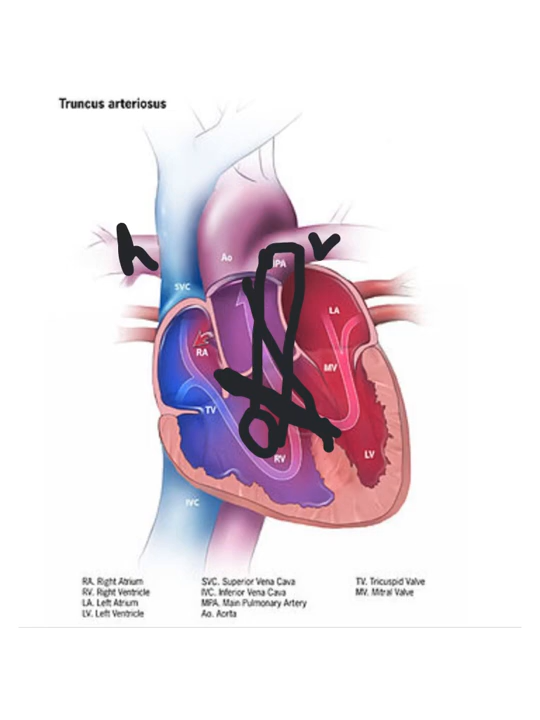 Truncus arteriosus
h
v
Ao
MPA
SVC
LA
RA
MV
TV
RV
LV
IVC
RA. Right Atrium SVC. Superior Vena Cava TV. Tricuspid Valve
RV. Right Ventricle IVC. Inferior Vena Cava MV. Mitral Valve
LA. Left Atrium MPA. Main Pulmonary Artery
LV. Left Ventricle Ao. Aorta